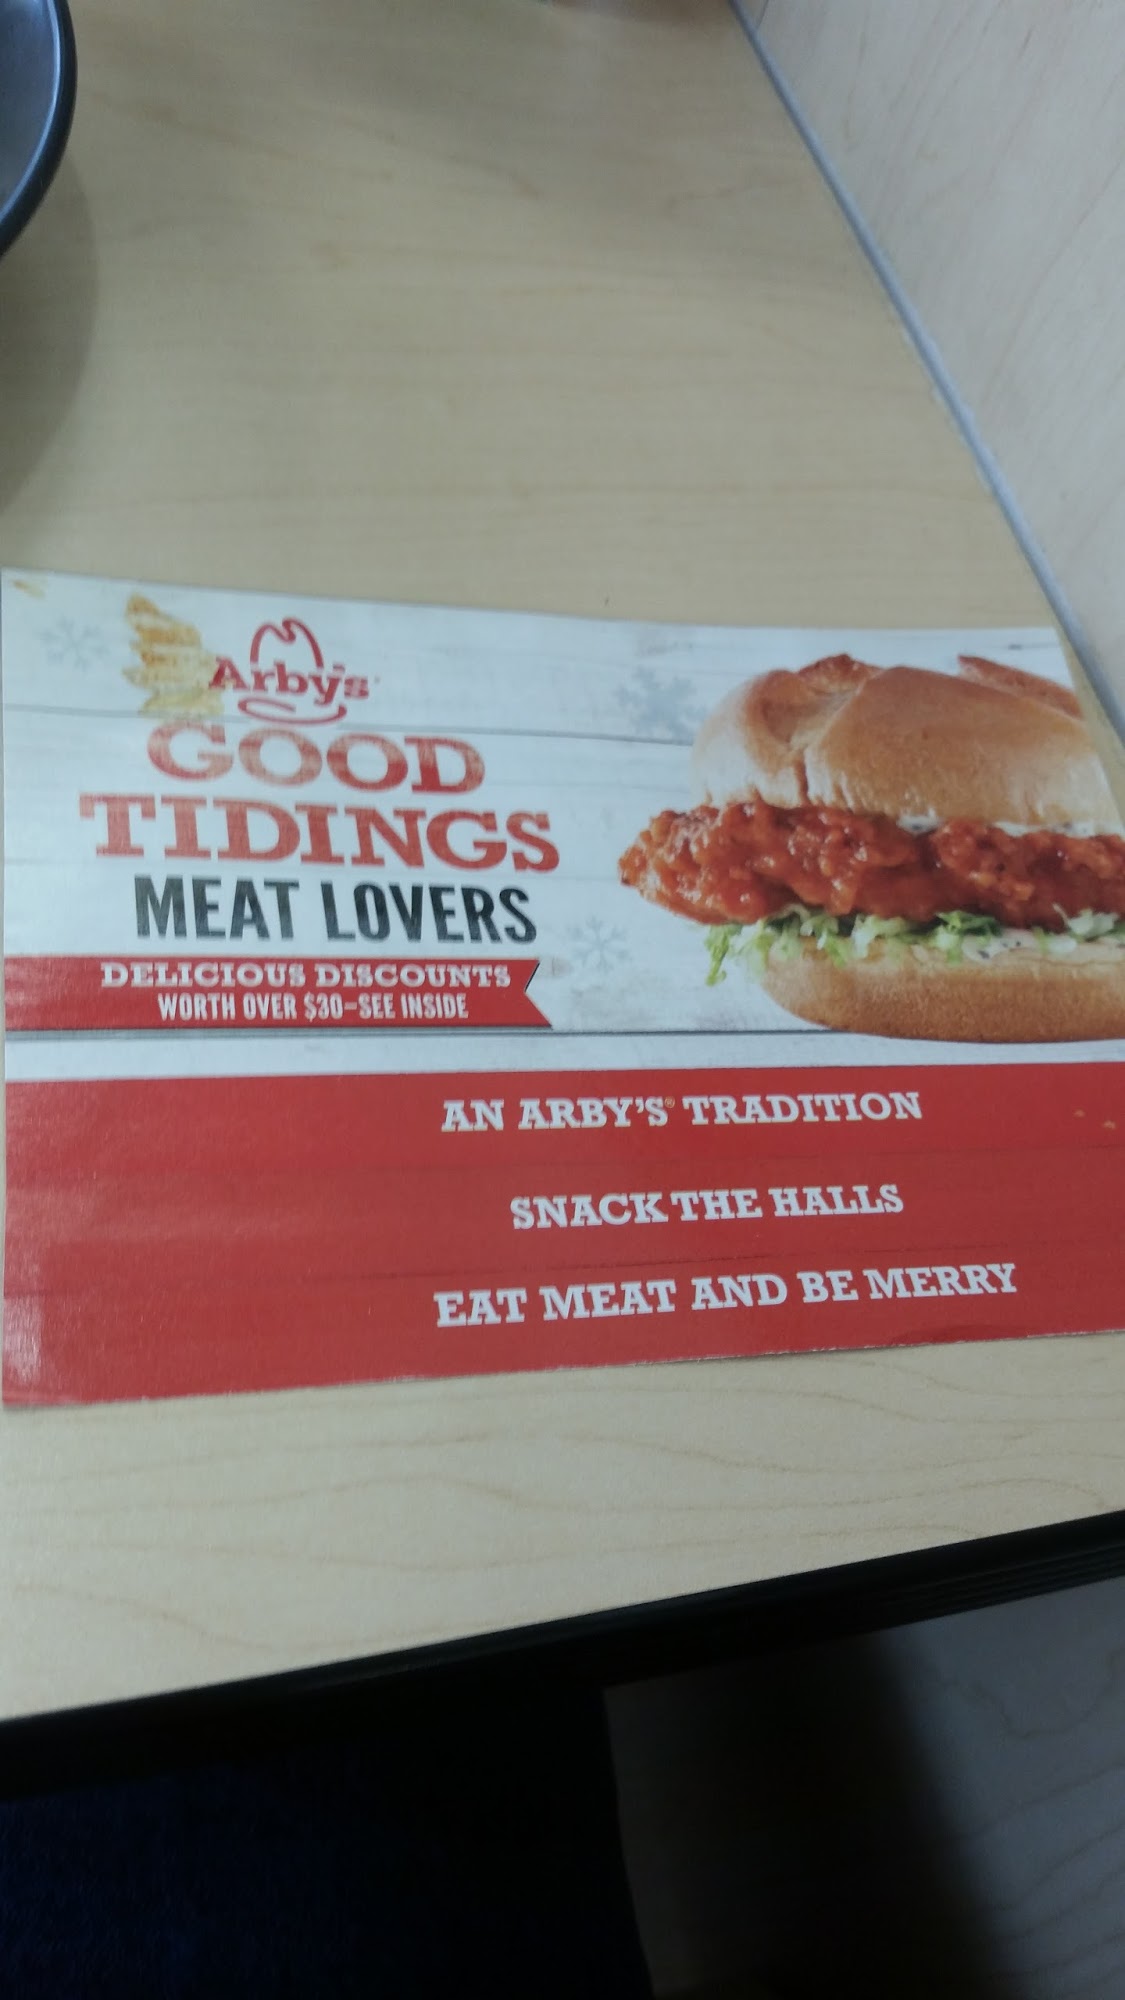 Arby's
GOOD
TIDINGS
MEAT LOVERS
DELICIOUS DISCOUNTS
WORTH OVER $30-SEE INSIDE
AN ARBY'S® TRADITION
SNACK THE HALLS
EAT MEAT AND BE MERRY